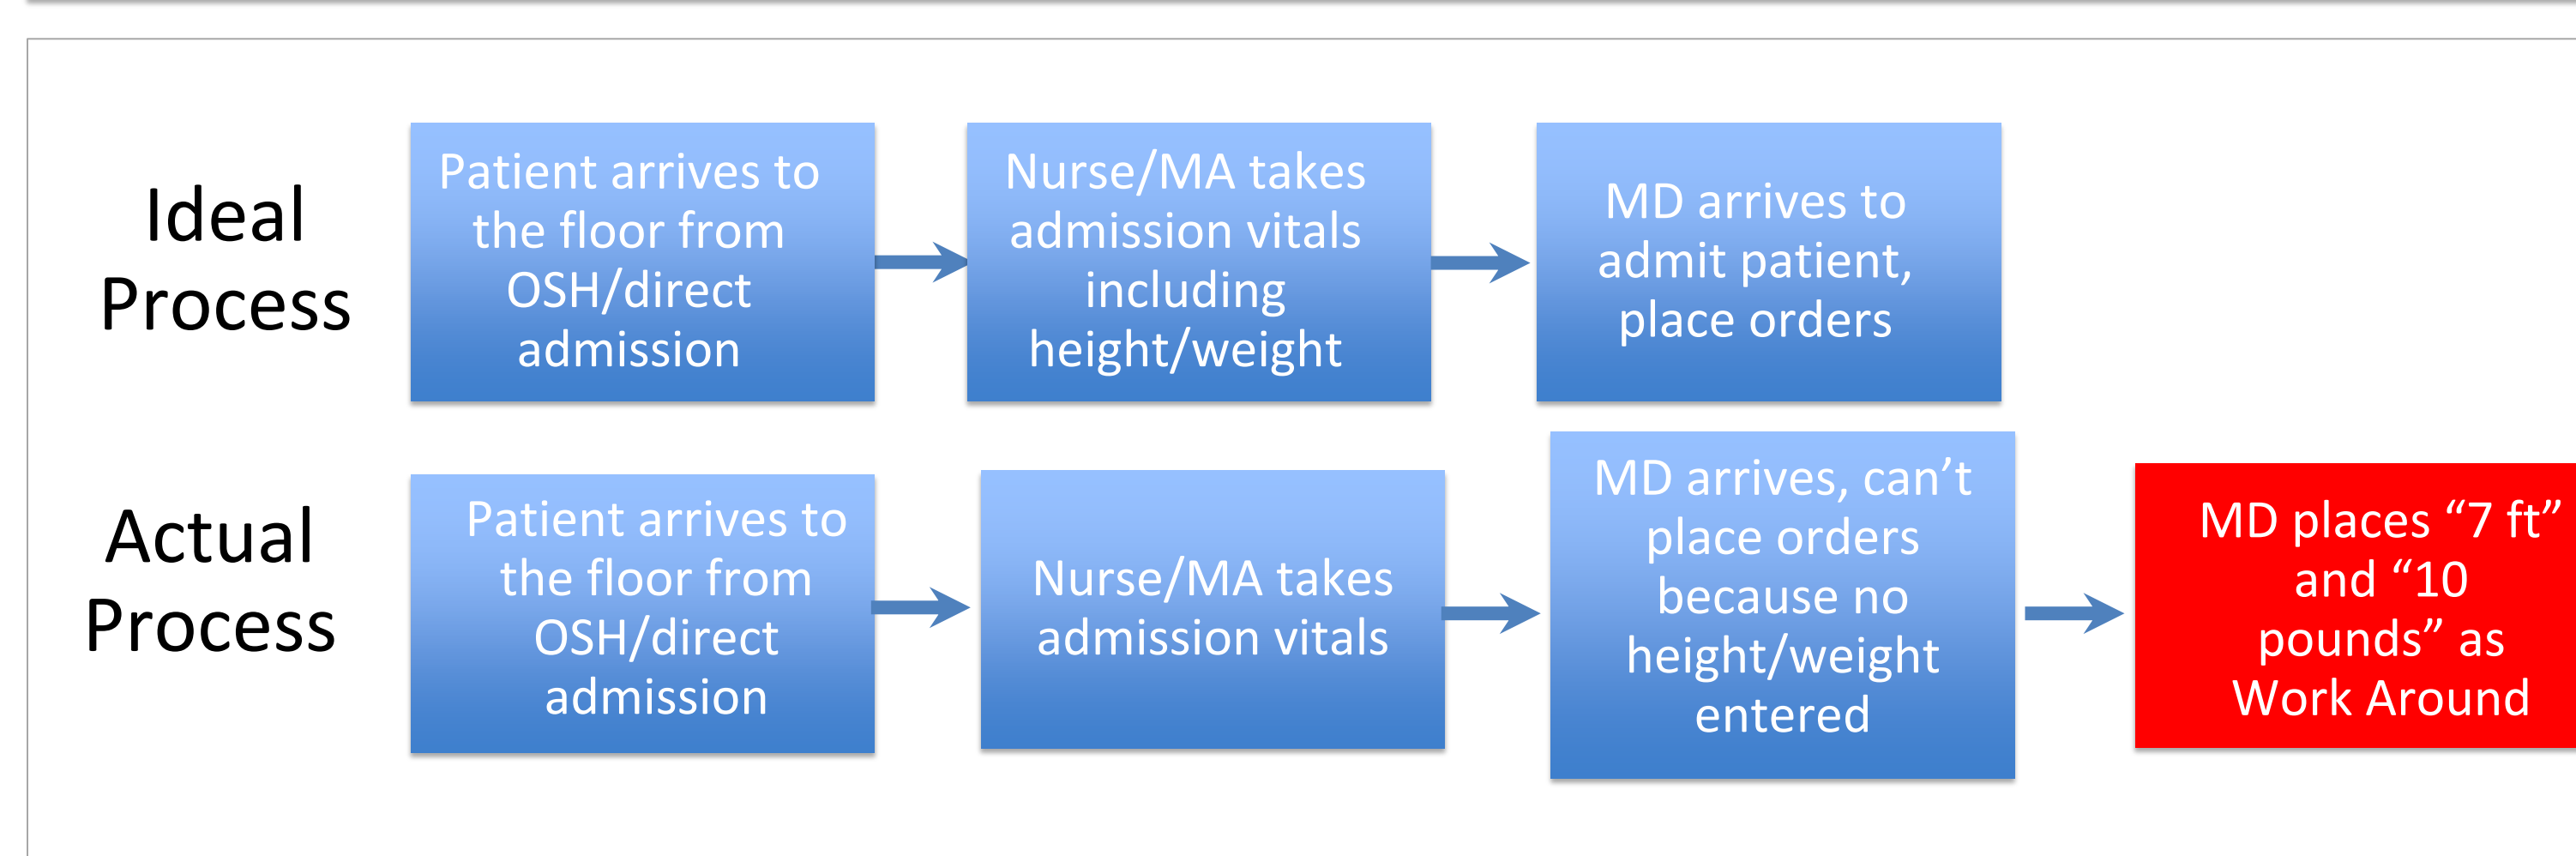 Ideal
Process
Patient arrives to
the floor from
OSH/direct
admission
Nurse/MA takes
admission vitals
including
height/weight
MD arrives to
admit patient,
place orders
Actual
Process
Patient arrives to
the floor from
OSH/direct
admission
Nurse/MA takes
admission vitals
MD arrives, can’t
place orders
because no
height/weight
entered
MD places “7 ft”
and “10
pounds” as
Work Around